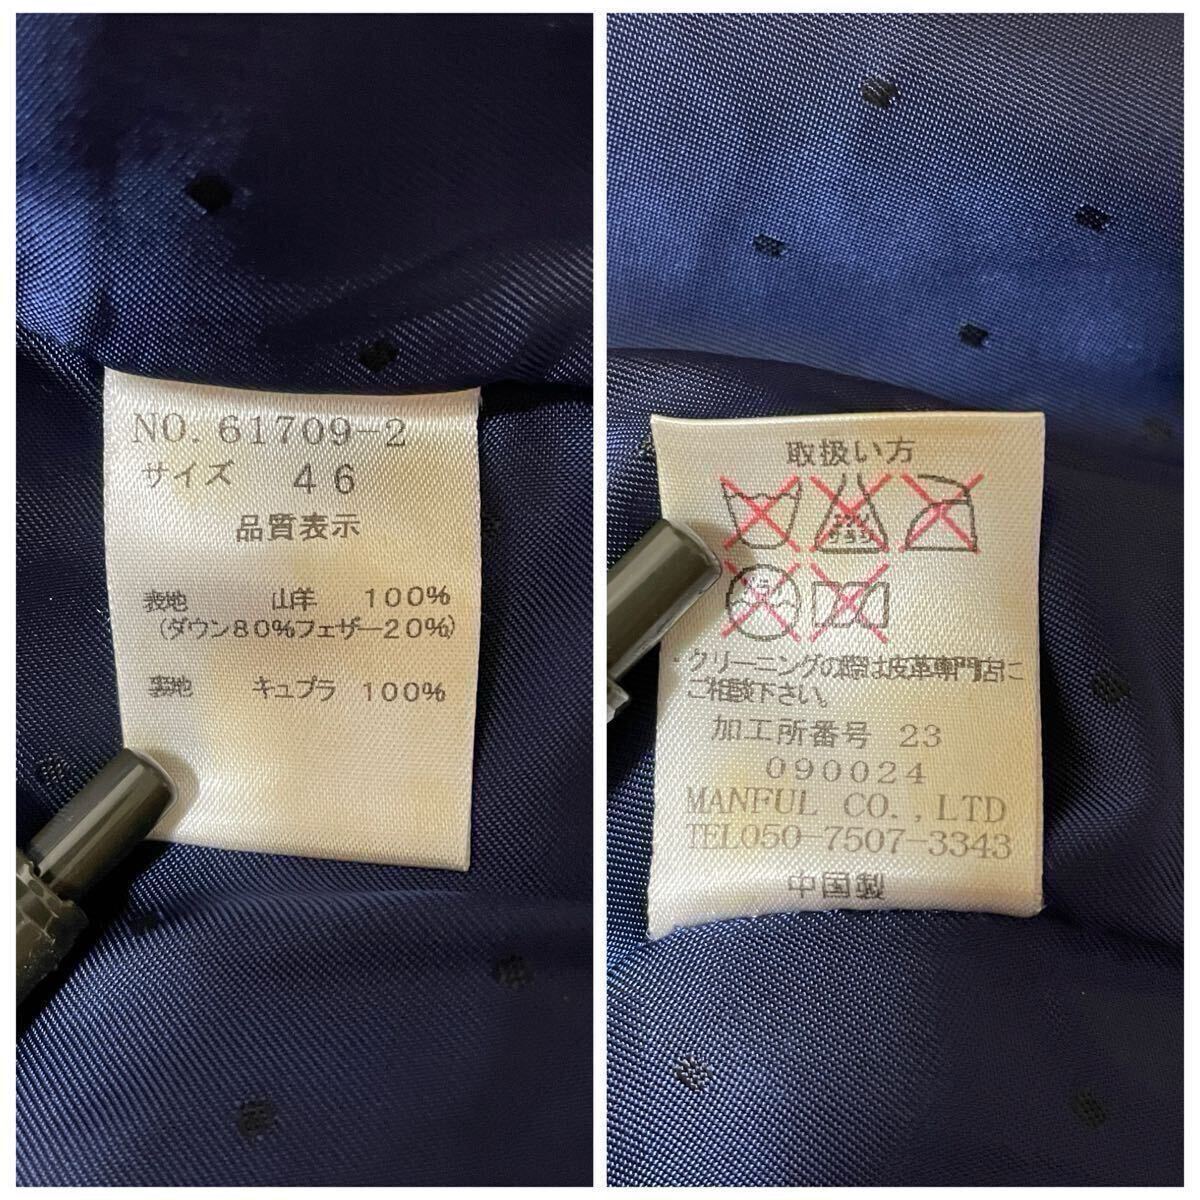 NO. 61709-2
サイズ 46
品質表示
表地 山羊 100%
(ダウン80%フェザー20%)
裏地 キュプラ 100%
取扱い方
クリーニングの際は皮革専門店に
ご相談下さい。
加工所番号 23
090024
MANFUL CO., LTD
TEL050-7507-3343
中国製